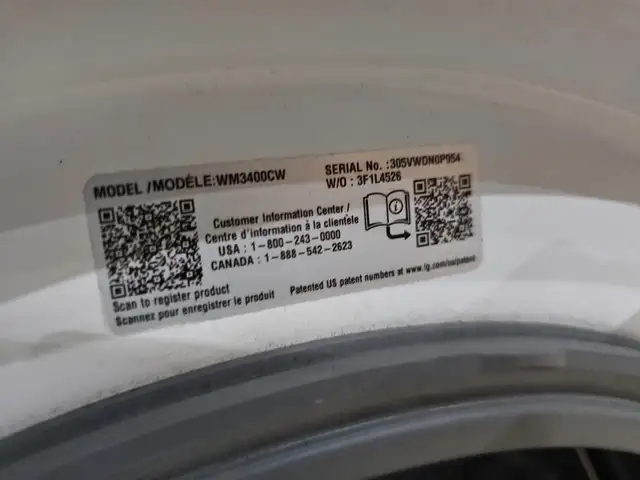 MODEL / MODÈLE:WM3400CW
SERIAL No. :305VWDN0P954
W/O : 3F1L4526
Customer Information Center /
Centre d'information à la clientéle
USA : 1-800-243-0000
CANADA : 1-888-542-2623
Scan to register product
Scannez pour enregistrer le produit
Patented US patent numbers at www.lg.com/us/patent